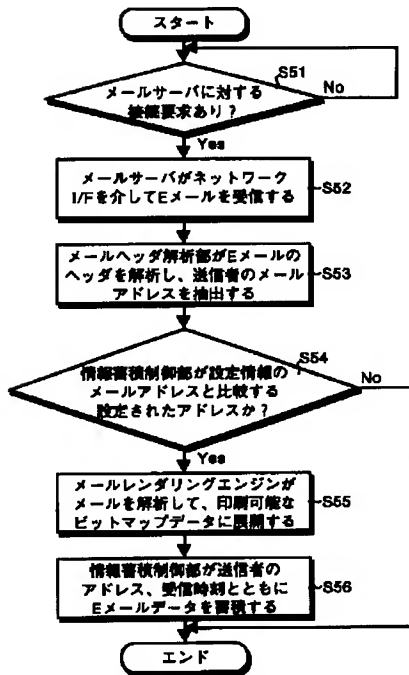 スタート
S51
No
メールサーバに対する
接続要求あり？
Yes
メールサーバがネットワーク
I/Fを介してEメールを受信する
S52
メールヘッダ解析部がEメールの
ヘッダを解析し、送信者のメール
アドレスを抽出する
S53
S54
情報蓄積制御部が設定情報の
メールアドレスと比較する
設定されたアドレスか？
No
Yes
メールレンダリングエンジンが
メールを解析して、印刷可能な
ビットマップデータに展開する
S55
情報蓄積制御部が送信者の
アドレス、受信時刻とともに
Eメールデータを蓄積する
S56
エンド